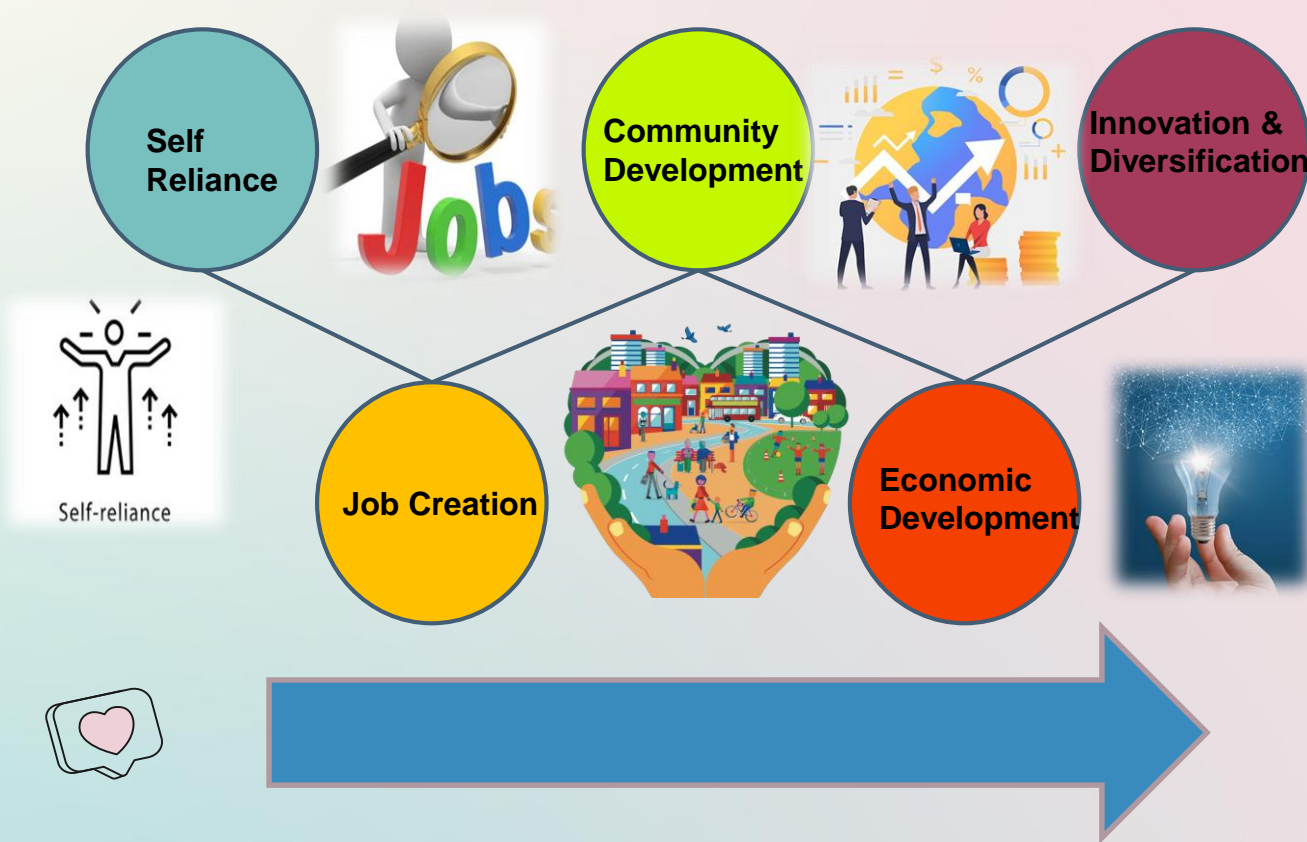 Self
Reliance
Jobs
Community
Development
= $ %
Innovation &
Diversification
Self-reliance
Job Creation
Economic
Development